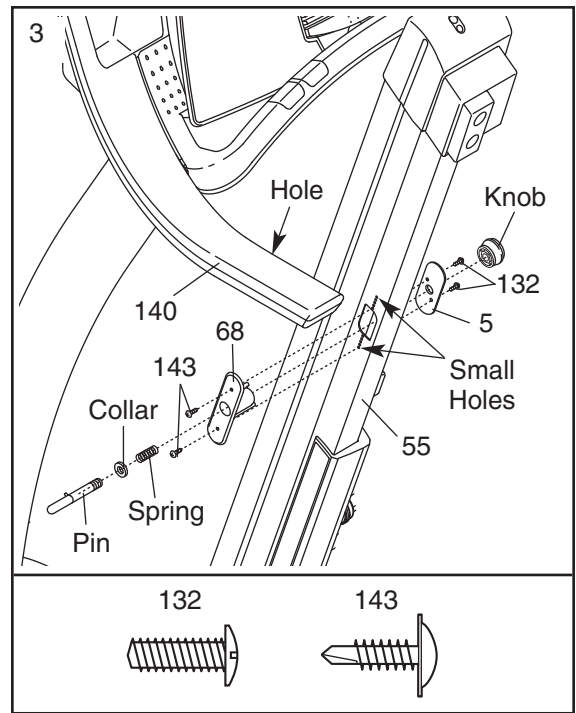 3
Hole
Knob
140
132
68
5
143
Small
Holes
Collar
55
Spring
Pin
132
143